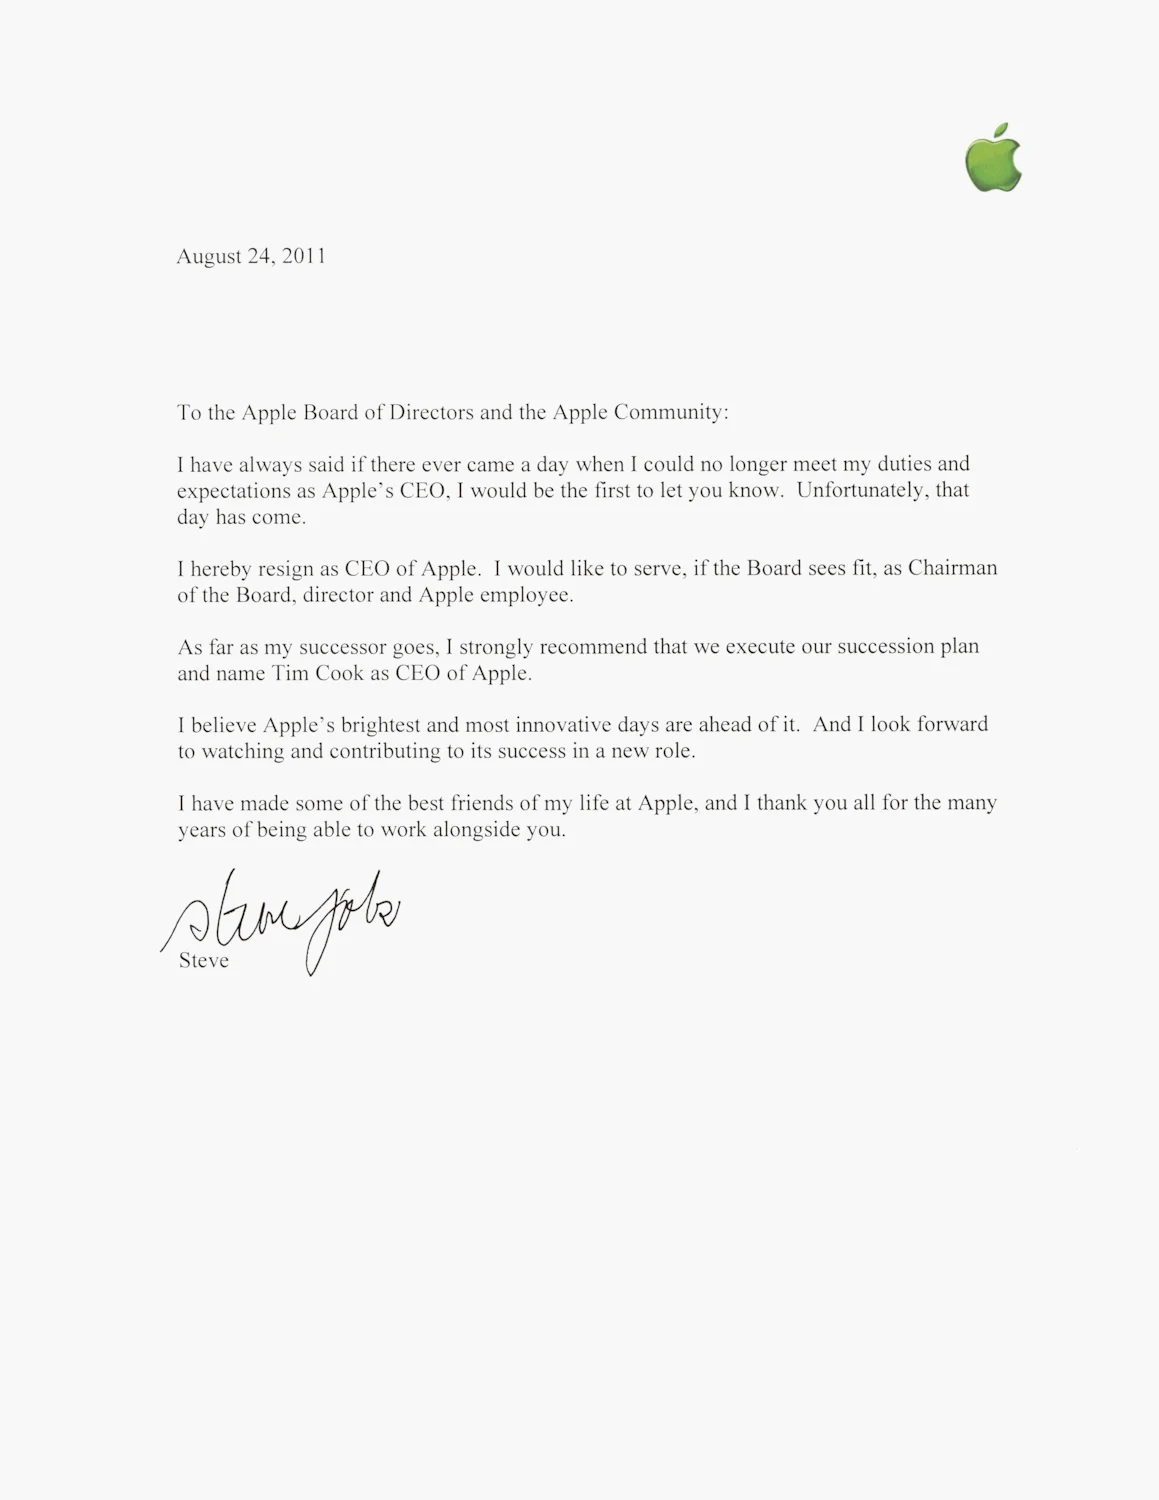 August 24, 2011
To the Apple Board of Directors and the Apple Community:
I have always said if there ever came a day when I could no longer meet my duties and
expectations as Apple's CEO, I would be the first to let you know.  Unfortunately, that
day has come.
I hereby resign as CEO of Apple.  I would like to serve, if the Board sees fit, as Chairman
of the Board, director and Apple employee.
As far as my successor goes, I strongly recommend that we execute our succession plan
and name Tim Cook as CEO of Apple.
I believe Apple's brightest and most innovative days are ahead of it.  And I look forward
to watching and contributing to its success in a new role.
I have made some of the best friends of my life at Apple, and I thank you all for the many
years of being able to work alongside you.
steve jobs
Steve